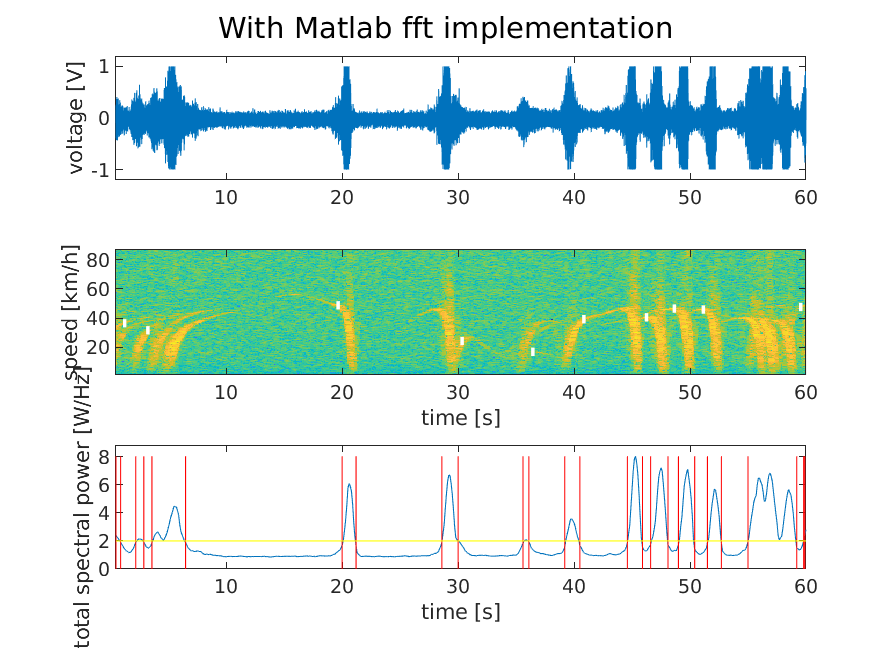 With Matlab fft implementation
voltage [V]
1
0
-1
10 20 30 40 50 60
speed [km/h]
80
60
40
20
10 20 30 40 50 60
time [s]
total spectral power [W/Hz]
8
6
4
2
0
10 20 30 40 50 60
time [s]